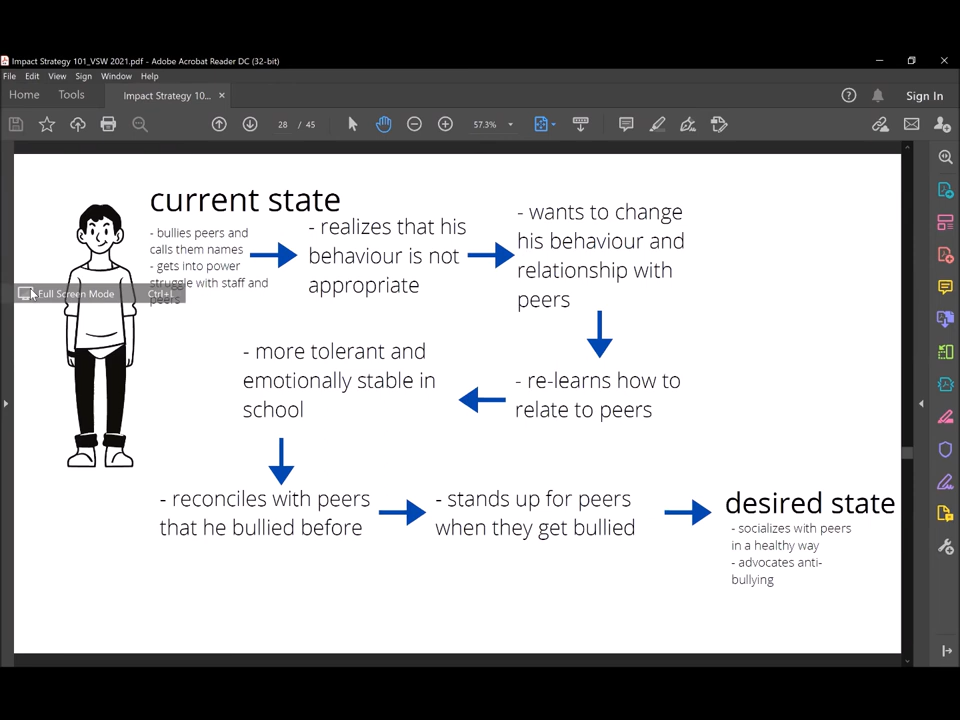 Impact Strategy 101_VSW 2021.pdf - Adobe Acrobat Reader DC (32-bit)
File Edit View Sign Window Help
Home Tools Impact Strategy 10... × Sign In
28 / 45 57.3%
current state
- bullies peers and
calls them names
- gets into power
struggle with staff and
peers
- realizes that his
behaviour is not
appropriate
- wants to change
his behaviour and
relationship with
peers
Full Screen Mode Ctrl+L
- re-learns how to
relate to peers
- more tolerant and
emotionally stable in
school
- reconciles with peers
that he bullied before
- stands up for peers
when they get bullied
desired state
- socializes with peers
in a healthy way
- advocates anti-
bullying